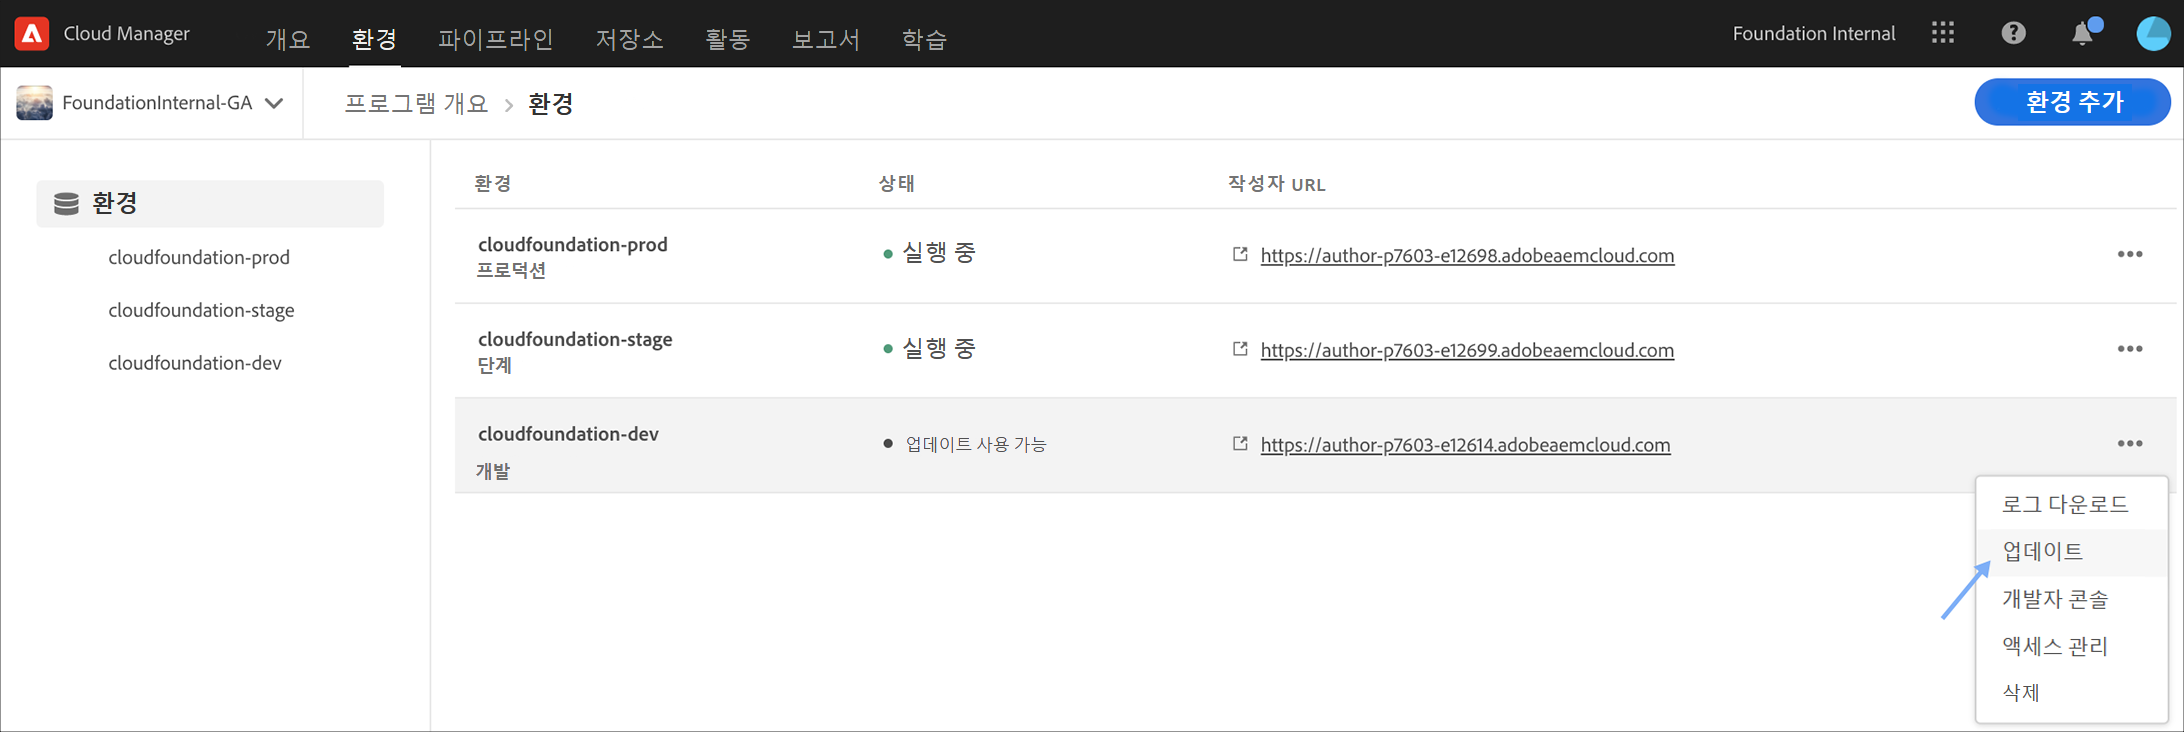 Cloud Manager 개요 환경 파이프라인 저장소 활동 보고서 학습 Foundation Internal
FoundationInternal-GA 프로그램 개요 > 환경 환경 추가
환경
cloudfoundation-prod
cloudfoundation-stage
cloudfoundation-dev
환경 상태 작성자 URL
cloudfoundation-prod
프로덕션
실행 중
https://author-p7603-e12698.adobeaemcloud.com
cloudfoundation-stage
단계
실행 중
https://author-p7603-e12699.adobeaemcloud.com
cloudfoundation-dev
개발
업데이트 사용 가능
https://author-p7603-e12614.adobeaemcloud.com
로그 다운로드
업데이트
개발자 콘솔
액세스 관리
삭제